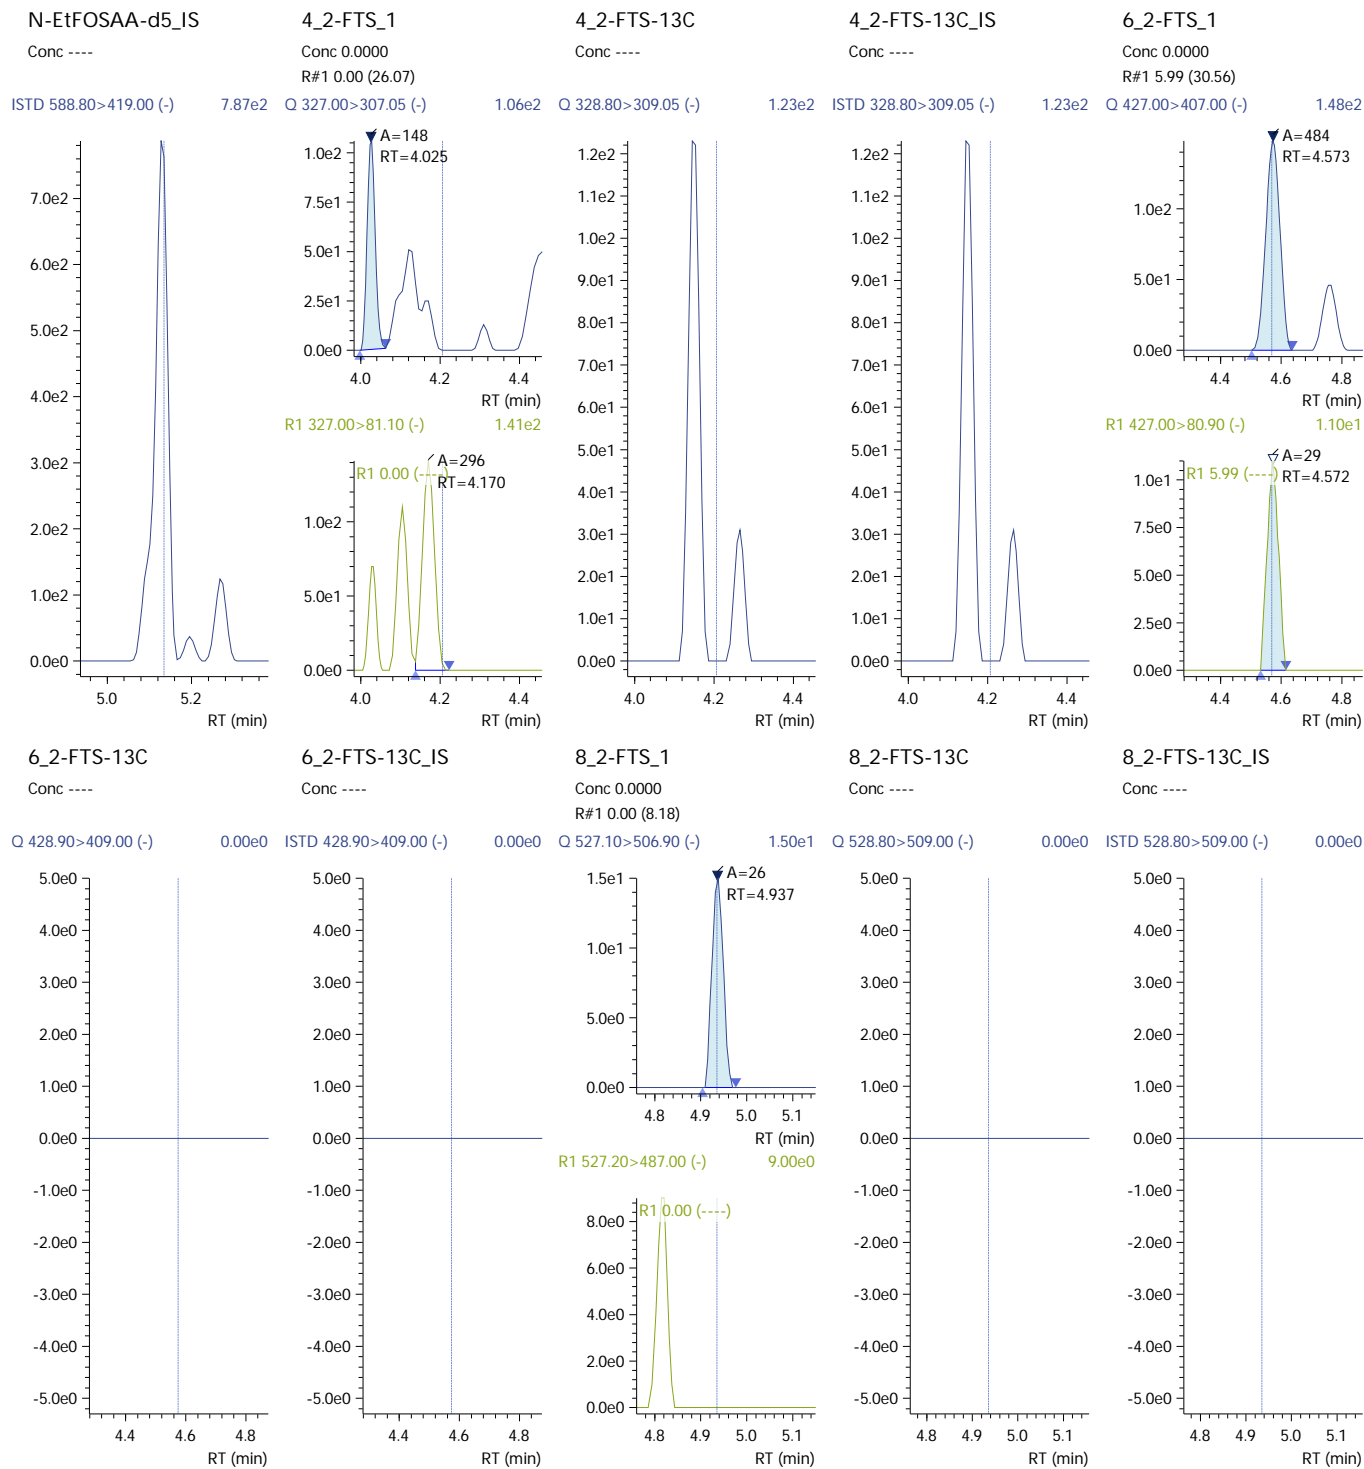 N-EtFOSAA-d5_IS
Conc ----
ISTD 588.80>419.00 (-) 7.87e2
7.0e2
6.0e2
5.0e2
4.0e2
3.0e2
2.0e2
1.0e2
0.0e0
5.0 5.2
RT (min)
4_2-FTS_1
Conc 0.0000
R#1 0.00 (26.07)
Q 327.00>307.05 (-) 1.06e2
A=148
RT=4.025
1.0e2
7.5e1
5.0e1
2.5e1
0.0e0
4.0 4.2 4.4
RT (min)
R1 327.00>81.10 (-) 1.41e2
A=296
RT=4.170
R1 0.00 (----)
1.0e2
5.0e1
0.0e0
4.0 4.2 4.4
RT (min)
4_2-FTS-13C
Conc ----
Q 328.80>309.05 (-) 1.23e2
1.2e2
1.1e2
1.0e2
9.0e1
8.0e1
7.0e1
6.0e1
5.0e1
4.0e1
3.0e1
2.0e1
1.0e1
0.0e0
4.0 4.2 4.4
RT (min)
4_2-FTS-13C_IS
Conc ----
ISTD 328.80>309.05 (-) 1.23e2
1.2e2
1.1e2
1.0e2
9.0e1
8.0e1
7.0e1
6.0e1
5.0e1
4.0e1
3.0e1
2.0e1
1.0e1
0.0e0
4.0 4.2 4.4
RT (min)
6_2-FTS_1
Conc 0.0000
R#1 5.99 (30.56)
Q 427.00>407.00 (-) 1.48e2
A=484
RT=4.573
1.0e2
5.0e1
0.0e0
4.4 4.6 4.8
RT (min)
R1 427.00>80.90 (-) 1.10e1
A=29
RT=4.572
R1 5.99 (----)
1.0e1
7.5e0
5.0e0
2.5e0
0.0e0
4.4 4.6 4.8
RT (min)
6_2-FTS-13C
Conc ----
Q 428.90>409.00 (-) 0.00e0
5.0e0
4.0e0
3.0e0
2.0e0
1.0e0
0.0e0
-1.0e0
-2.0e0
-3.0e0
-4.0e0
-5.0e0
4.4 4.6 4.8
RT (min)
6_2-FTS-13C_IS
Conc ----
ISTD 428.90>409.00 (-) 0.00e0
5.0e0
4.0e0
3.0e0
2.0e0
1.0e0
0.0e0
-1.0e0
-2.0e0
-3.0e0
-4.0e0
-5.0e0
4.4 4.6 4.8
RT (min)
8_2-FTS_1
Conc 0.0000
R#1 0.00 (8.18)
Q 527.10>506.90 (-) 1.50e1
A=26
RT=4.937
1.5e1
1.0e1
5.0e0
0.0e0
4.8 4.9 5.0 5.1
RT (min)
R1 527.20>487.00 (-) 9.00e0
R1 0.00 (----)
8.0e0
6.0e0
4.0e0
2.0e0
0.0e0
4.8 4.9 5.0 5.1
RT (min)
8_2-FTS-13C
Conc ----
Q 528.80>509.00 (-) 0.00e0
5.0e0
4.0e0
3.0e0
2.0e0
1.0e0
0.0e0
-1.0e0
-2.0e0
-3.0e0
-4.0e0
-5.0e0
4.8 4.9 5.0 5.1
RT (min)
8_2-FTS-13C_IS
Conc ----
ISTD 528.80>509.00 (-) 0.00e0
5.0e0
4.0e0
3.0e0
2.0e0
1.0e0
0.0e0
-1.0e0
-2.0e0
-3.0e0
-4.0e0
-5.0e0
4.8 4.9 5.0 5.1
RT (min)